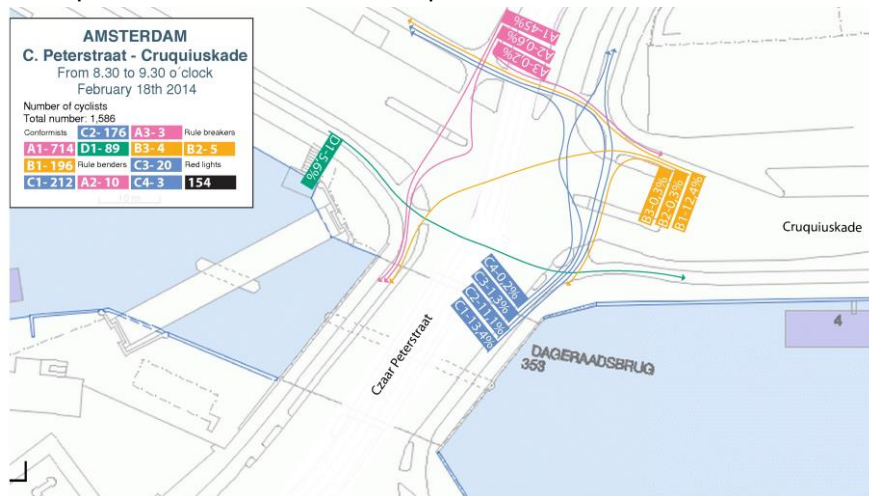 AMSTERDAM
C. Peterstraat - Cruquiuskade
From 8.30 to 9.30 o´clock
February 18th 2014
Number of cyclists
Total number: 1,586
Conformists C2- 176 A3- 3 Rule breakers
A1- 714 D1- 89 B3- 4 B2- 5
B1- 196 Rule benders C3- 20 Red lights
C1- 212 A2- 10 C4- 3 154
10 m
A1-45%
A2-0,6%
A3-0,2%
D1-5,6%
B3-0,3%
B2-0,3%
B1-12,4%
Cruquiuskade
C4-0,2%
C3-1,3%
C2-11,1%
C1-13,4%
Czaar Peterstraat
DAGERAADSBRUG
353
4